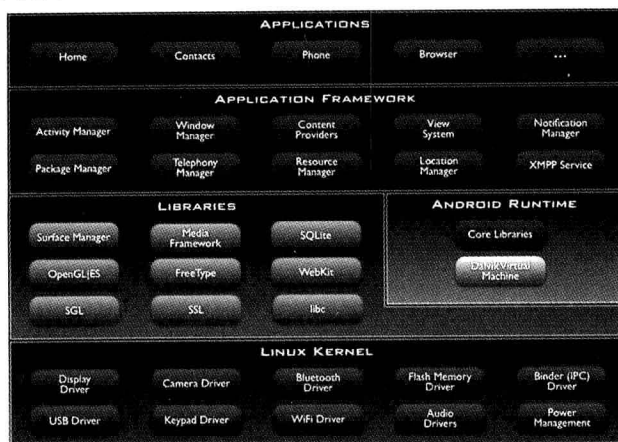 APPLICATIONS
Home Contacts Phone Browser ...
APPLICATION FRAMEWORK
Activity Manager Window Manager Content Providers View System Notification Manager
Package Manager Telephony Manager Resource Manager Location Manager XMPP Service
LIBRARIES
Surface Manager Media Framework SQLite
OpenGL|ES FreeType WebKit
SGL SSL libc
ANDROID RUNTIME
Core Libraries
Dalvik Virtual Machine
LINUX KERNEL
Display Driver Camera Driver Bluetooth Driver Flash Memory Driver Binder (IPC) Driver
USB Driver Keypad Driver WiFi Driver Audio Drivers Power Management